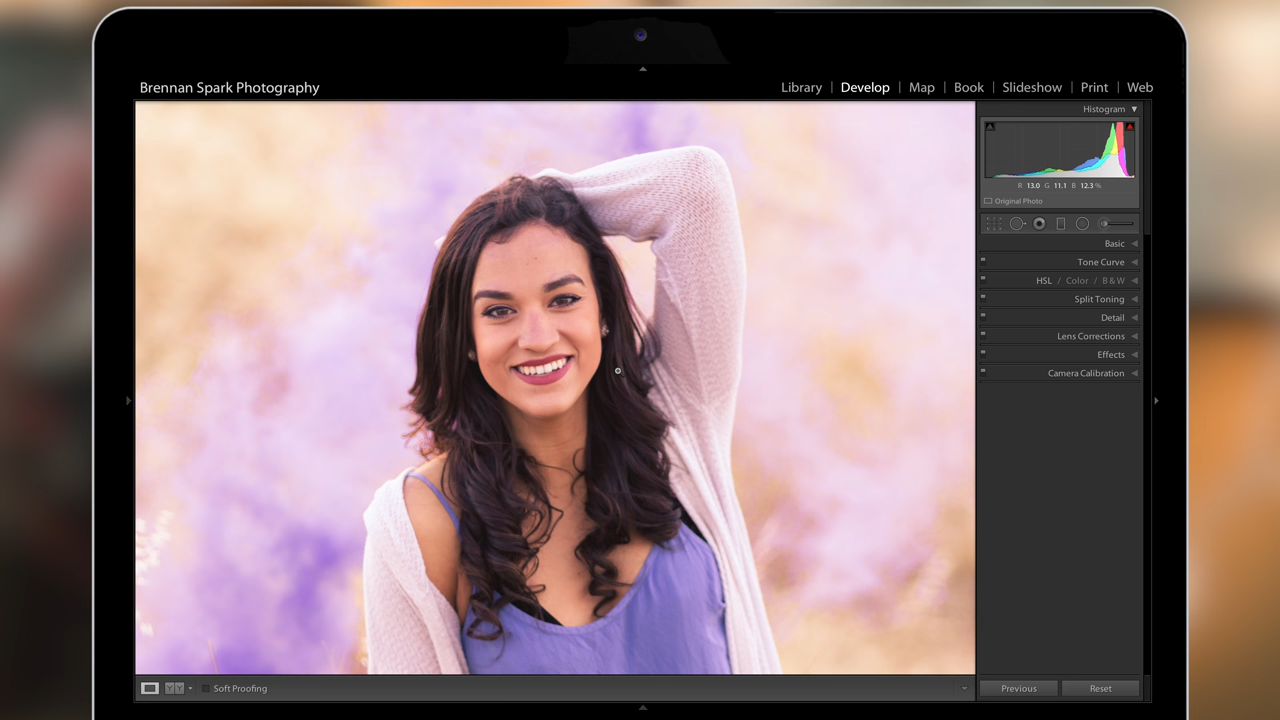 Brennan Spark Photography
Library | Develop | Map | Book | Slideshow | Print | Web
Histogram
R 13.0 G 11.1 B 12.3 %
Original Photo
Basic
Tone Curve
HSL / Color / B & W
Split Toning
Detail
Lens Corrections
Effects
Camera Calibration
Y Y
Soft Proofing
Previous
Reset